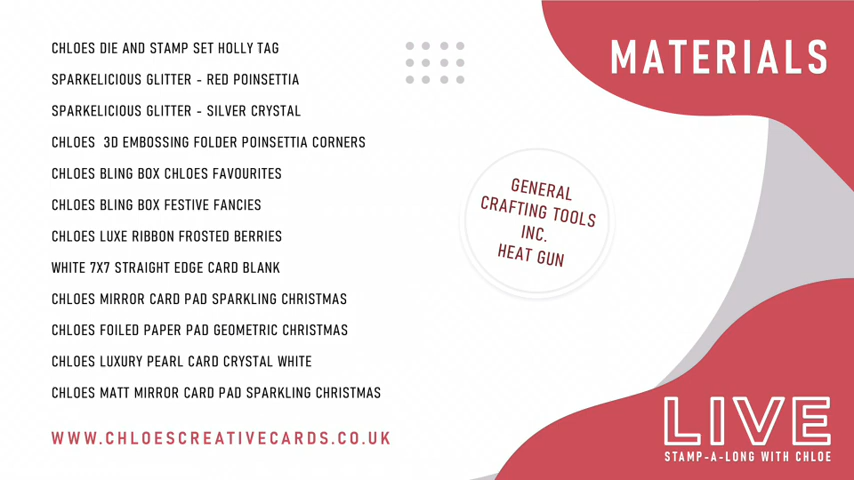 MATERIALS
CHLOES DIE AND STAMP SET HOLLY TAG
SPARKELICIOUS GLITTER - RED POINSETTIA
SPARKELICIOUS GLITTER - SILVER CRYSTAL
CHLOES  3D EMBOSSING FOLDER POINSETTIA CORNERS
CHLOES BLING BOX CHLOES FAVOURITES
CHLOES BLING BOX FESTIVE FANCIES
CHLOES LUXE RIBBON FROSTED BERRIES
WHITE 7X7 STRAIGHT EDGE CARD BLANK
CHLOES MIRROR CARD PAD SPARKLING CHRISTMAS
CHLOES FOILED PAPER PAD GEOMETRIC CHRISTMAS
CHLOES LUXURY PEARL CARD CRYSTAL WHITE
CHLOES MATT MIRROR CARD PAD SPARKLING CHRISTMAS
WWW.CHLOESCREATIVECARDS.CO.UK
GENERAL
CRAFTING TOOLS
INC.
HEAT GUN
LIVE
STAMP-A-LONG WITH CHLOE